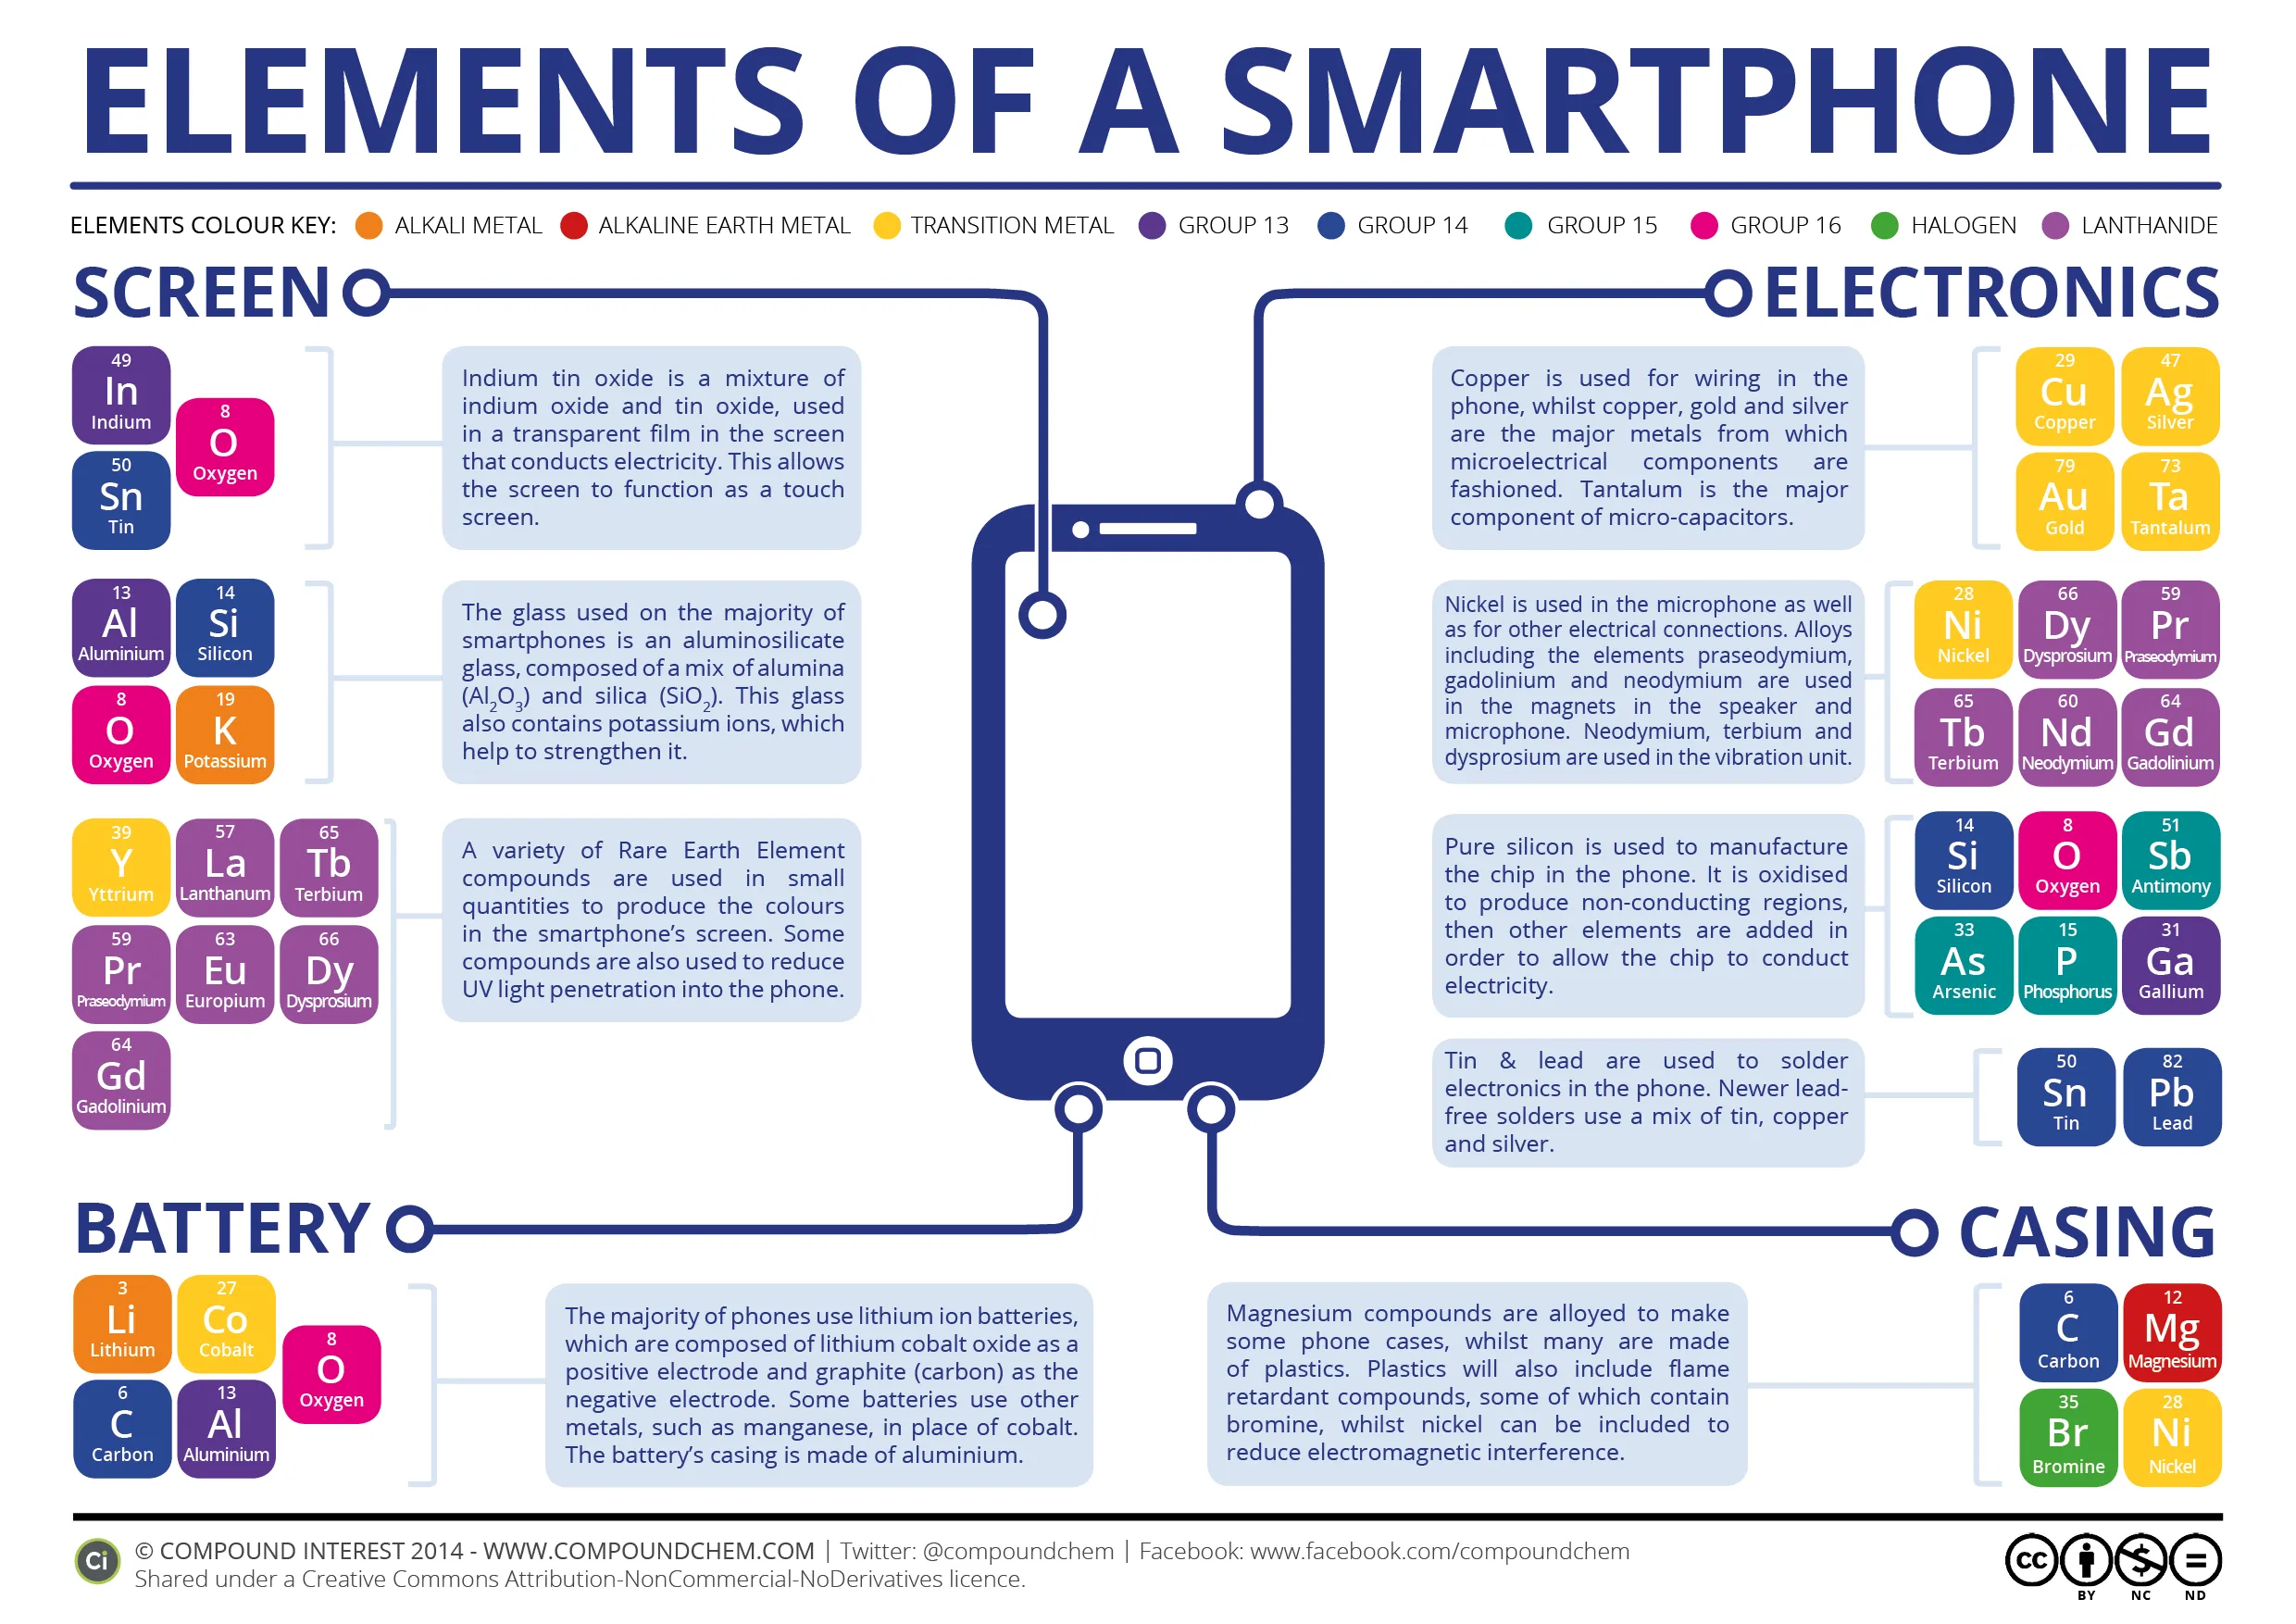 ELEMENTS OF A SMARTPHONE
ELEMENTS COLOUR KEY: ALKALI METAL ALKALINE EARTH METAL TRANSITION METAL GROUP 13 GROUP 14 GROUP 15 GROUP 16 HALOGEN LANTHANIDE
SCREEN
49
In
Indium
8
O
Oxygen
50
Sn
Tin
Indium tin oxide is a mixture of
indium oxide and tin oxide, used
in a transparent film in the screen
that conducts electricity. This allows
the screen to function as a touch
screen.
13
Al
Aluminium
14
Si
Silicon
8
O
Oxygen
19
K
Potassium
The glass used on the majority of
smartphones is an aluminosilicate
glass, composed of a mix of alumina
(Al2O3) and silica (SiO2). This glass
also contains potassium ions, which
help to strengthen it.
39
Y
Yttrium
57
La
Lanthanum
65
Tb
Terbium
59
Pr
Praseodymium
63
Eu
Europium
66
Dy
Dysprosium
64
Gd
Gadolinium
A variety of Rare Earth Element
compounds are used in small
quantities to produce the colours
in the smartphone's screen. Some
compounds are also used to reduce
UV light penetration into the phone.
ELECTRONICS
Copper is used for wiring in the
phone, whilst copper, gold and silver
are the major metals from which
microelectrical components are
fashioned. Tantalum is the major
component of micro-capacitors.
29
Cu
Copper
47
Ag
Silver
79
Au
Gold
73
Ta
Tantalum
Nickel is used in the microphone as well
as for other electrical connections. Alloys
including the elements praseodymium,
gadolinium and neodymium are used
in the magnets in the speaker and
microphone. Neodymium, terbium and
dysprosium are used in the vibration unit.
28
Ni
Nickel
66
Dy
Dysprosium
59
Pr
Praseodymium
65
Tb
Terbium
60
Nd
Neodymium
64
Gd
Gadolinium
Pure silicon is used to manufacture
the chip in the phone. It is oxidised
to produce non-conducting regions,
then other elements are added in
order to allow the chip to conduct
electricity.
14
Si
Silicon
8
O
Oxygen
51
Sb
Antimony
33
As
Arsenic
15
P
Phosphorus
31
Ga
Gallium
Tin & lead are used to solder
electronics in the phone. Newer lead-
free solders use a mix of tin, copper
and silver.
50
Sn
Tin
82
Pb
Lead
BATTERY
3
Li
Lithium
27
Co
Cobalt
8
O
Oxygen
6
C
Carbon
13
Al
Aluminium
The majority of phones use lithium ion batteries,
which are composed of lithium cobalt oxide as a
positive electrode and graphite (carbon) as the
negative electrode. Some batteries use other
metals, such as manganese, in place of cobalt.
The battery's casing is made of aluminium.
CASING
Magnesium compounds are alloyed to make
some phone cases, whilst many are made
of plastics. Plastics will also include flame
retardant compounds, some of which contain
bromine, whilst nickel can be included to
reduce electromagnetic interference.
6
C
Carbon
12
Mg
Magnesium
35
Br
Bromine
28
Ni
Nickel
Ci
© COMPOUND INTEREST 2014 - WWW.COMPOUNDCHEM.COM | Twitter: @compoundchem | Facebook: www.facebook.com/compoundchem
Shared under a Creative Commons Attribution-NonCommercial-NoDerivatives licence.
cc
BY NC ND